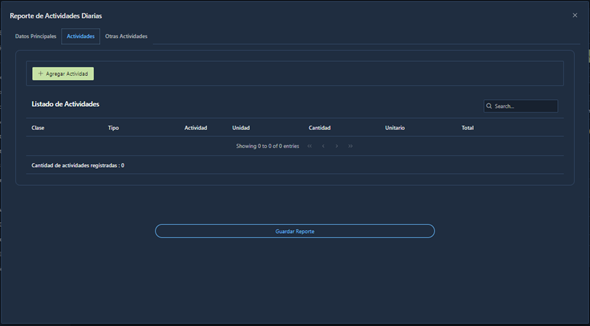 Reporte de Actividades Diarias
Datos Principales Actividades Otras Actividades
+ Agregar Actividad
Listado de Actividades
Search...
Clase Tipo Actividad Unidad Cantidad Unitario Total
Showing 0 to 0 of 0 entries
Cantidad de actividades registradas : 0
Guardar Reporte